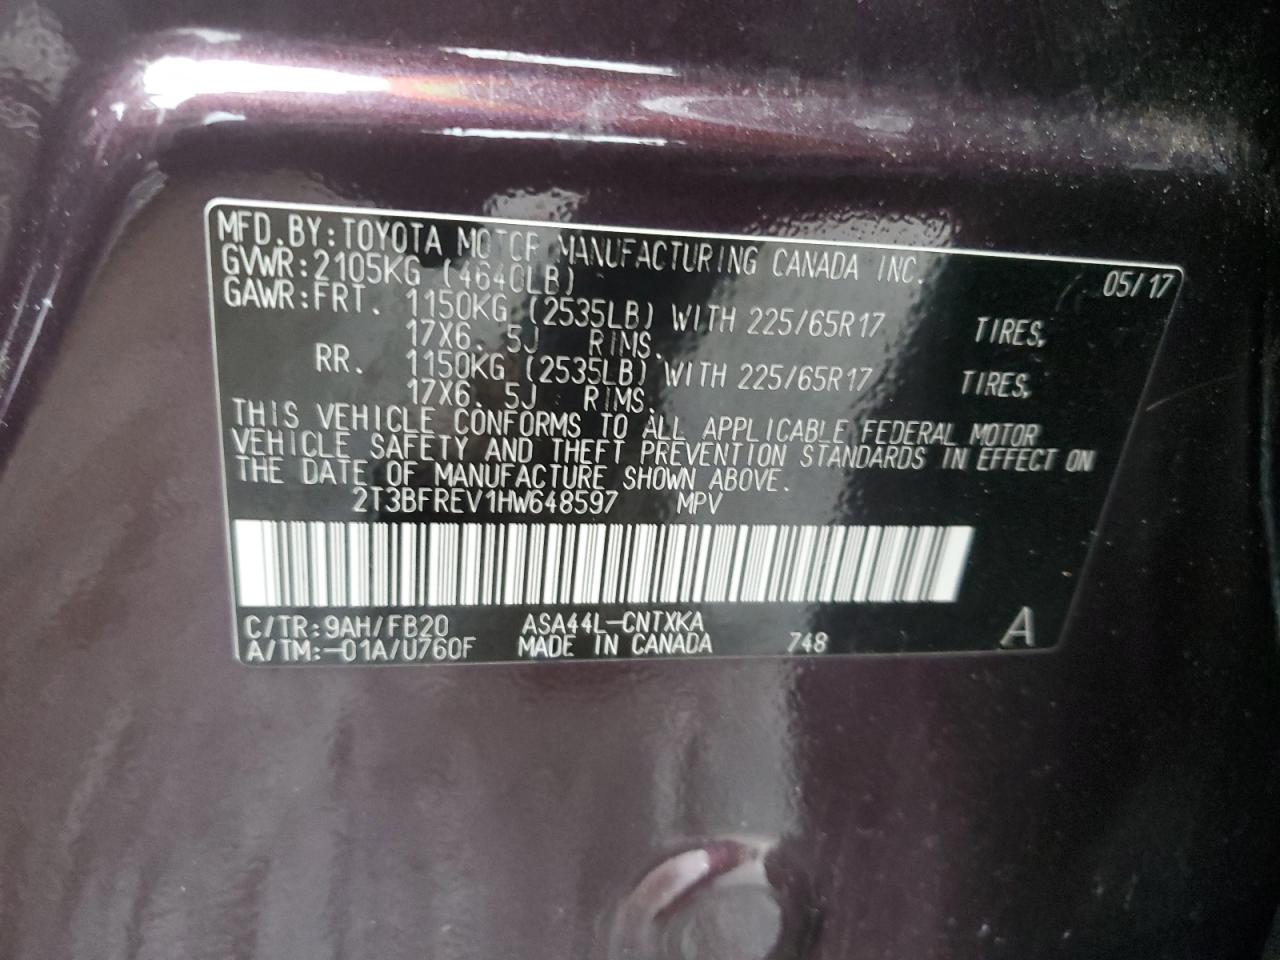 MFD.BY:TOYOTA MOTOR MANUFACTURING CANADA INC. 05/17
GVWR:2105KG (4640LB)
GAWR:FRT. 1150KG (2535LB) WITH 225/65R17 TIRES,
17X6.5J RIMS.
RR. 1150KG (2535LB) WITH 225/65R17 TIRES,
17X6.5J RIMS.
THIS VEHICLE CONFORMS TO ALL APPLICABLE FEDERAL MOTOR
VEHICLE SAFETY AND THEFT PREVENTION STANDARDS IN EFFECT ON
THE DATE OF MANUFACTURE SHOWN ABOVE.
2T3BFREV1HW648597 MPV
C/TR:9AH/FB20 ASA44L-CNTXKA
A/TM:-01A/U760F MADE IN CANADA 748 A